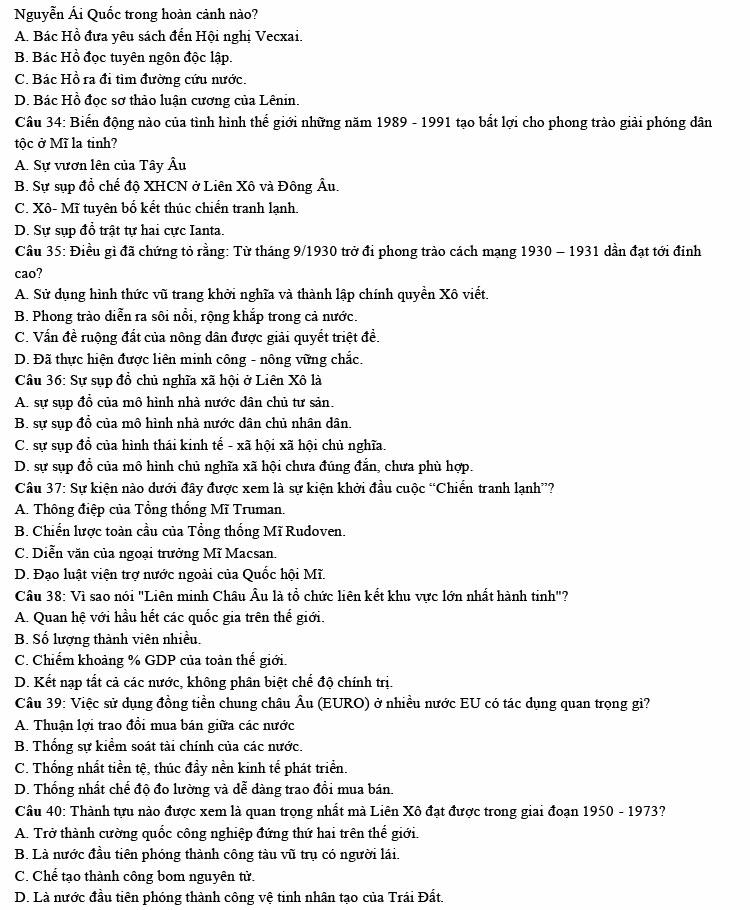 Nguyễn Ái Quốc trong hoàn cảnh nào?
A. Bác Hồ đưa yêu sách đến Hội nghị Vecxai.
B. Bác Hồ đọc tuyên ngôn độc lập.
C. Bác Hồ ra đi tìm đường cứu nước.
D. Bác Hồ đọc sơ thảo luận cương của Lênin.
Câu 34: Biến động nào của tình hình thế giới những năm 1989 - 1991 tạo bất lợi cho phong trào giải phóng dân
tộc ở Mĩ la tinh?
A. Sự vươn lên của Tây Âu
B. Sự sụp đổ chế độ XHCN ở Liên Xô và Đông Âu.
C. Xô- Mĩ tuyên bố kết thúc chiến tranh lạnh.
D. Sự sụp đổ trật tự hai cực Ianta.
Câu 35: Điều gì đã chứng tỏ rằng: Từ tháng 9/1930 trở đi phong trào cách mạng 1930 – 1931 dần đạt tới đỉnh
cao?
A. Sử dụng hình thức vũ trang khởi nghĩa và thành lập chính quyền Xô viết.
B. Phong trào diễn ra sôi nổi, rộng khắp trong cả nước.
C. Vấn đề ruộng đất của nông dân được giải quyết triệt để.
D. Đã thực hiện được liên minh công - nông vững chắc.
Câu 36: Sự sụp đổ chủ nghĩa xã hội ở Liên Xô là
A. sự sụp đổ của mô hình nhà nước dân chủ tư sản.
B. sự sụp đổ của mô hình nhà nước dân chủ nhân dân.
C. sự sụp đổ của hình thái kinh tế - xã hội xã hội chủ nghĩa.
D. sự sụp đổ của mô hình chủ nghĩa xã hội chưa đúng đắn, chưa phù hợp.
Câu 37: Sự kiện nào dưới đây được xem là sự kiện khởi đầu cuộc “Chiến tranh lạnh”?
A. Thông điệp của Tổng thống Mĩ Truman.
B. Chiến lược toàn cầu của Tổng thống Mĩ Rudoven.
C. Diễn văn của ngoại trưởng Mĩ Macsan.
D. Đạo luật viện trợ nước ngoài của Quốc hội Mĩ.
Câu 38: Vì sao nói "Liên minh Châu Âu là tổ chức liên kết khu vực lớn nhất hành tinh"?
A. Quan hệ với hầu hết các quốc gia trên thế giới.
B. Số lượng thành viên nhiều.
C. Chiếm khoảng % GDP của toàn thế giới.
D. Kết nạp tất cả các nước, không phân biệt chế độ chính trị.
Câu 39: Việc sử dụng đồng tiền chung châu Âu (EURO) ở nhiều nước EU có tác dụng quan trọng gì?
A. Thuận lợi trao đổi mua bán giữa các nước
B. Thống sự kiểm soát tài chính của các nước.
C. Thống nhất tiền tệ, thúc đẩy nền kinh tế phát triển.
D. Thống nhất chế độ đo lường và dễ dàng trao đổi mua bán.
Câu 40: Thành tựu nào được xem là quan trọng nhất mà Liên Xô đạt được trong giai đoạn 1950 - 1973?
A. Trở thành cường quốc công nghiệp đứng thứ hai trên thế giới.
B. Là nước đầu tiên phóng thành công tàu vũ trụ có người lái.
C. Chế tạo thành công bom nguyên tử.
D. Là nước đầu tiên phóng thành công vệ tinh nhân tạo của Trái Đất.